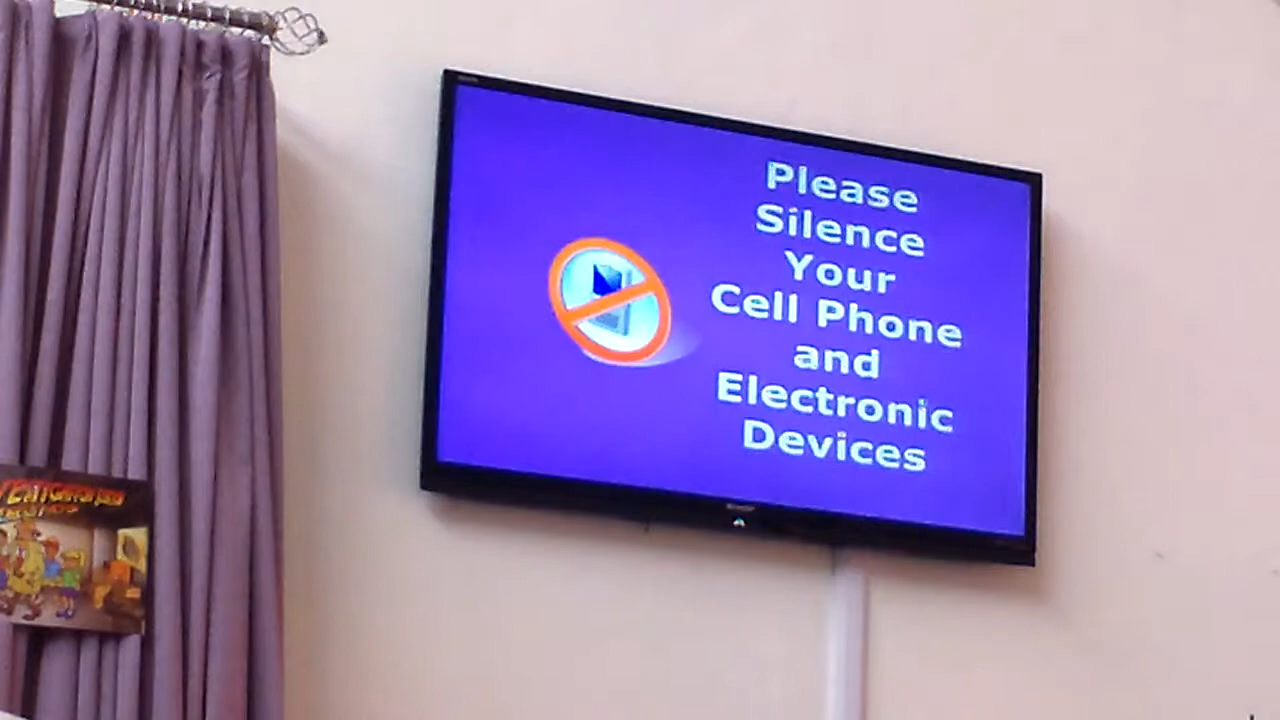 Please
Silence
Your
Cell Phone
and
Electronic
Devices